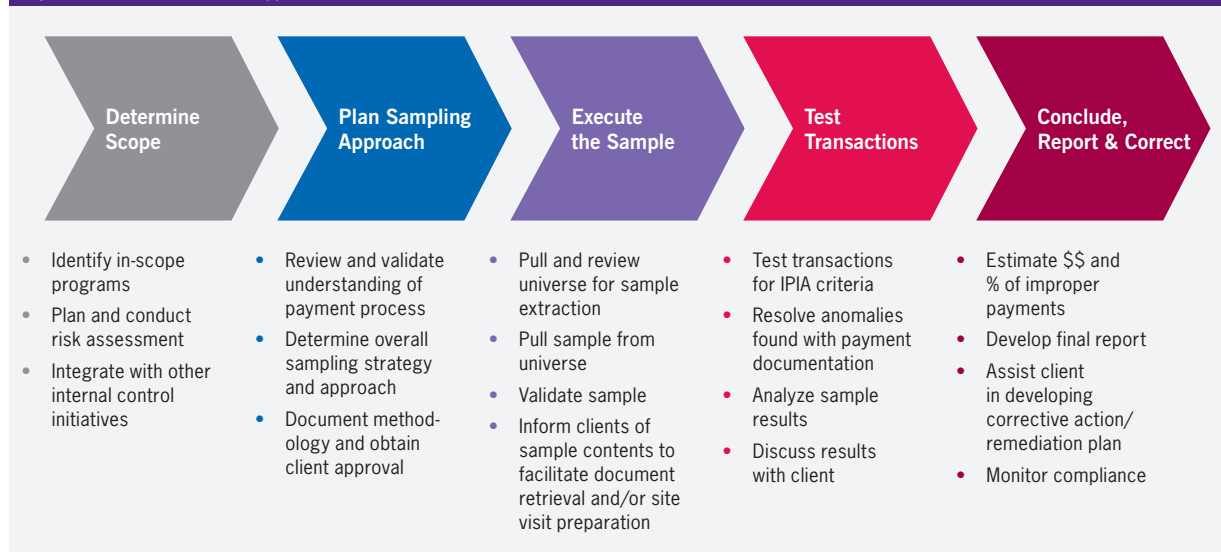 Determine
Scope
Plan Sampling
Approach
Execute
the Sample
Test
Transactions
Conclude,
Report & Correct
• Identify in-scope
programs
• Plan and conduct
risk assessment
• Integrate with other
internal control
initiatives
• Review and validate
understanding of
payment process
• Determine overall
sampling strategy
and approach
• Document method-
ology and obtain
client approval
• Pull and review
universe for sample
extraction
• Pull sample from
universe
• Validate sample
• Inform clients of
sample contents to
facilitate document
retrieval and/or site
visit preparation
• Test transactions
for IPIA criteria
• Resolve anomalies
found with payment
documentation
• Analyze sample
results
• Discuss results
with client
• Estimate $$ and
% of improper
payments
• Develop final report
• Assist client
in developing
corrective action/
remediation plan
• Monitor compliance